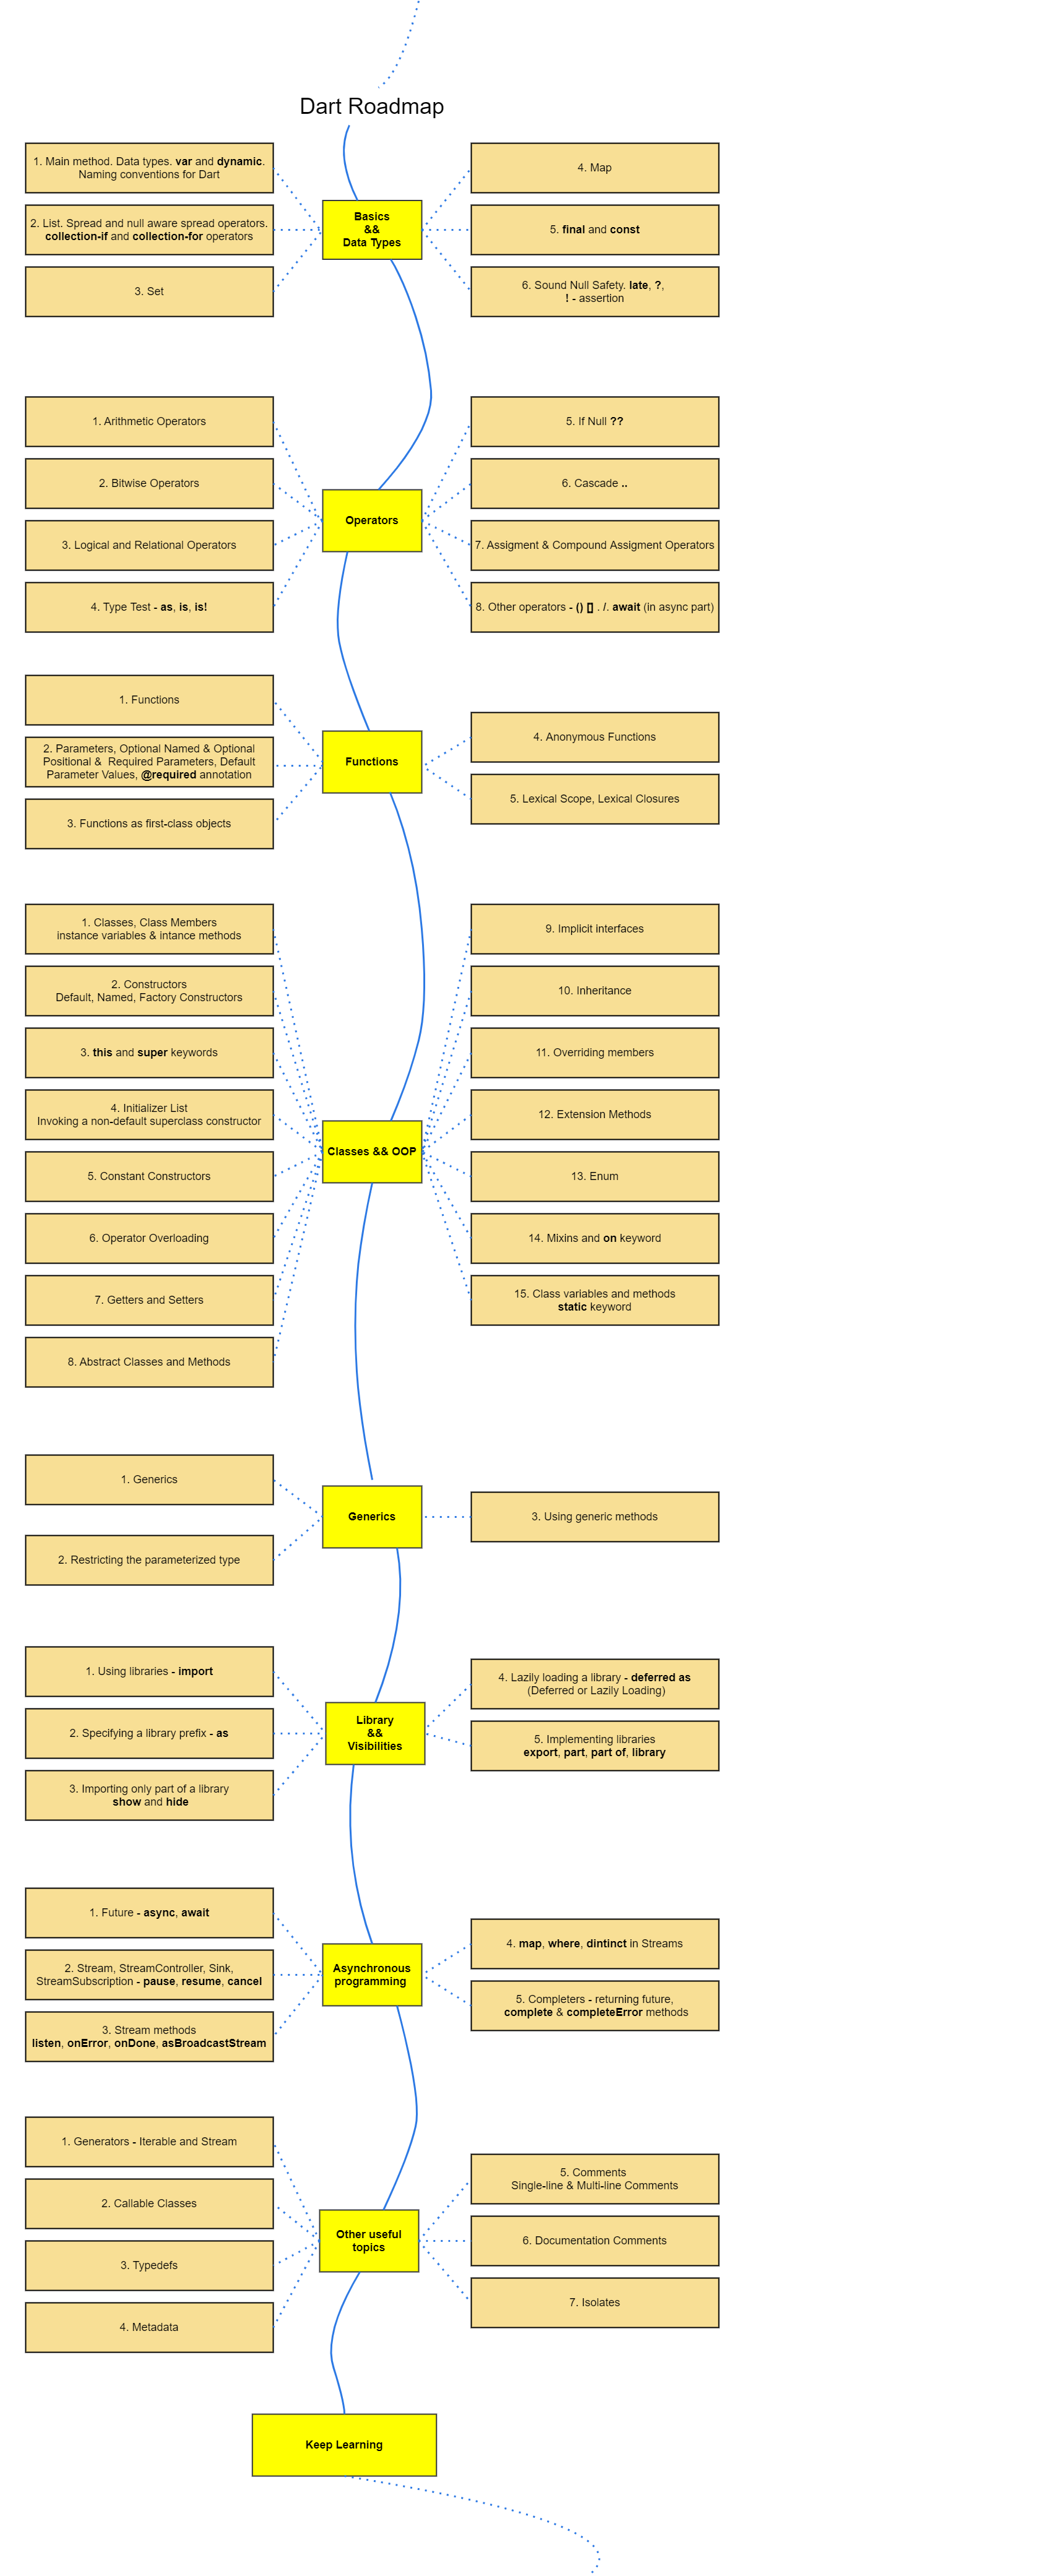 Dart Roadmap
1. Main method. Data types. var and dynamic.
Naming conventions for Dart
2. List. Spread and null aware spread operators.
collection-if and collection-for operators
3. Set
Basics
&&
Data Types
4. Map
5. final and const
6. Sound Null Safety. late, ?,
! - assertion
1. Arithmetic Operators
2. Bitwise Operators
3. Logical and Relational Operators
4. Type Test - as, is, is!
Operators
5. If Null ??
6. Cascade ..
7. Assigment & Compound Assigment Operators
8. Other operators - () [] . /. await (in async part)
1. Functions
2. Parameters, Optional Named & Optional
Positional & Required Parameters, Default
Parameter Values, @required annotation
3. Functions as first-class objects
Functions
4. Anonymous Functions
5. Lexical Scope, Lexical Closures
1. Classes, Class Members
instance variables & intance methods
2. Constructors
Default, Named, Factory Constructors
3. this and super keywords
4. Initializer List
Invoking a non-default superclass constructor
5. Constant Constructors
6. Operator Overloading
7. Getters and Setters
8. Abstract Classes and Methods
Classes && OOP
9. Implicit interfaces
10. Inheritance
11. Overriding members
12. Extension Methods
13. Enum
14. Mixins and on keyword
15. Class variables and methods
static keyword
1. Generics
2. Restricting the parameterized type
Generics
3. Using generic methods
1. Using libraries - import
2. Specifying a library prefix - as
3. Importing only part of a library
show and hide
Library
&&
Visibilities
4. Lazily loading a library - deferred as
(Deferred or Lazily Loading)
5. Implementing libraries
export, part, part of, library
1. Future - async, await
2. Stream, StreamController, Sink,
StreamSubscription - pause, resume, cancel
3. Stream methods
listen, onError, onDone, asBroadcastStream
Asynchronous
programming
4. map, where, dintinct in Streams
5. Completers - returning future,
complete & completeError methods
1. Generators - Iterable and Stream
2. Callable Classes
3. Typedefs
4. Metadata
Other useful
topics
5. Comments
Single-line & Multi-line Comments
6. Documentation Comments
7. Isolates
Keep Learning